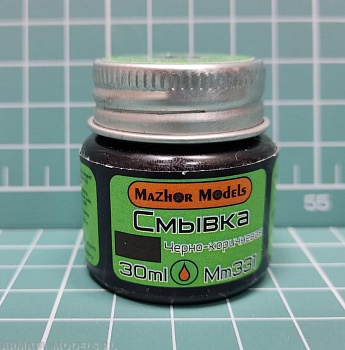 MAZHOR MODELS
Смывка
Черно-коричневая
30ml Mm331
55